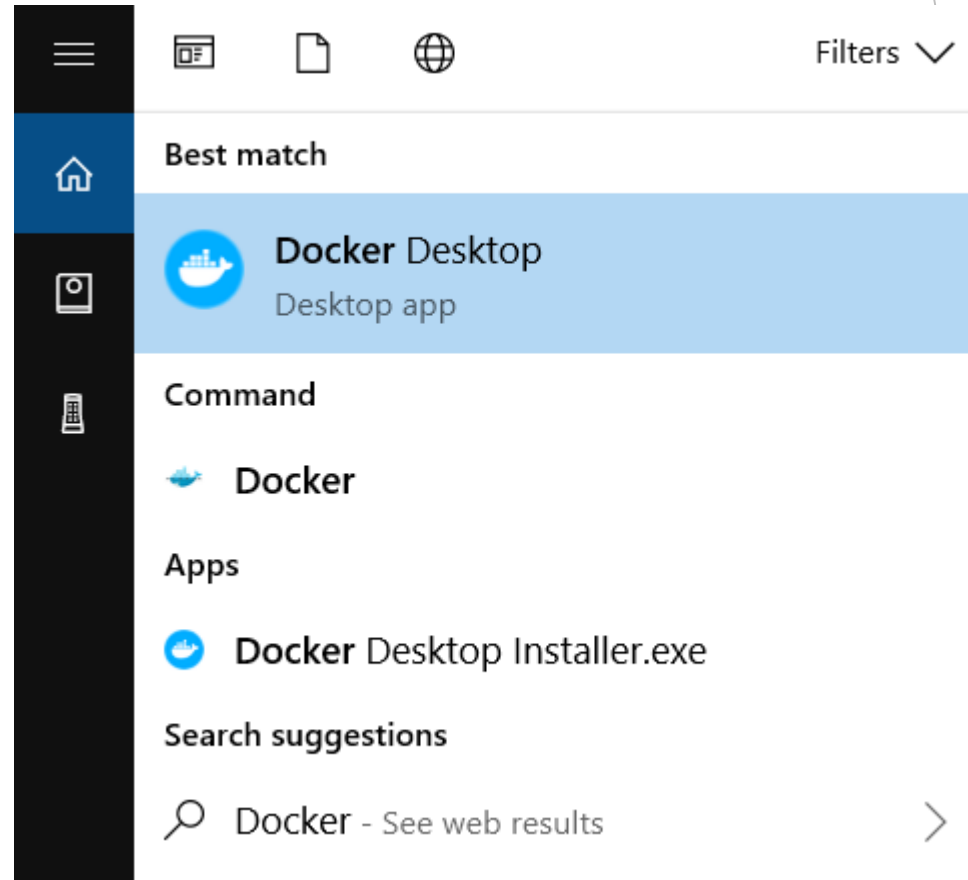 Filters
Best match
Docker Desktop
Desktop app
Command
Docker
Apps
Docker Desktop Installer.exe
Search suggestions
Docker - See web results